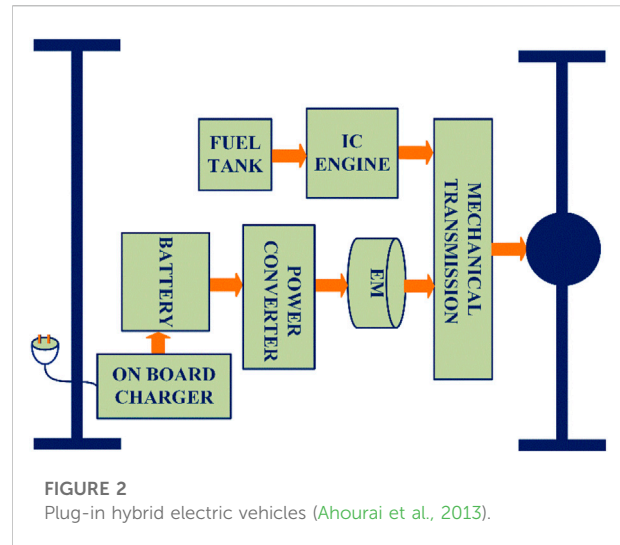 FUEL
TANK
IC
ENGINE
MECHANICAL
TRANSMISSION
BATTERY
POWER
CONVERTER
EM
ON BOARD
CHARGER
FIGURE 2
Plug-in hybrid electric vehicles (Ahourai et al., 2013).